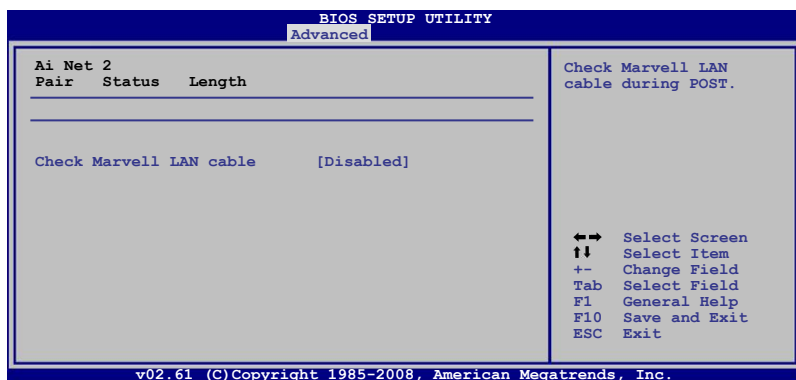 BIOS SETUP UTILITY
Advanced
Ai Net 2
Pair Status Length
Check Marvell LAN cable [Disabled]
Check Marvell LAN
cable during POST.
←→ Select Screen
↑↓ Select Item
+- Change Field
Tab Select Field
F1 General Help
F10 Save and Exit
ESC Exit
v02.61 (C)Copyright 1985-2008, American Megatrends, Inc.